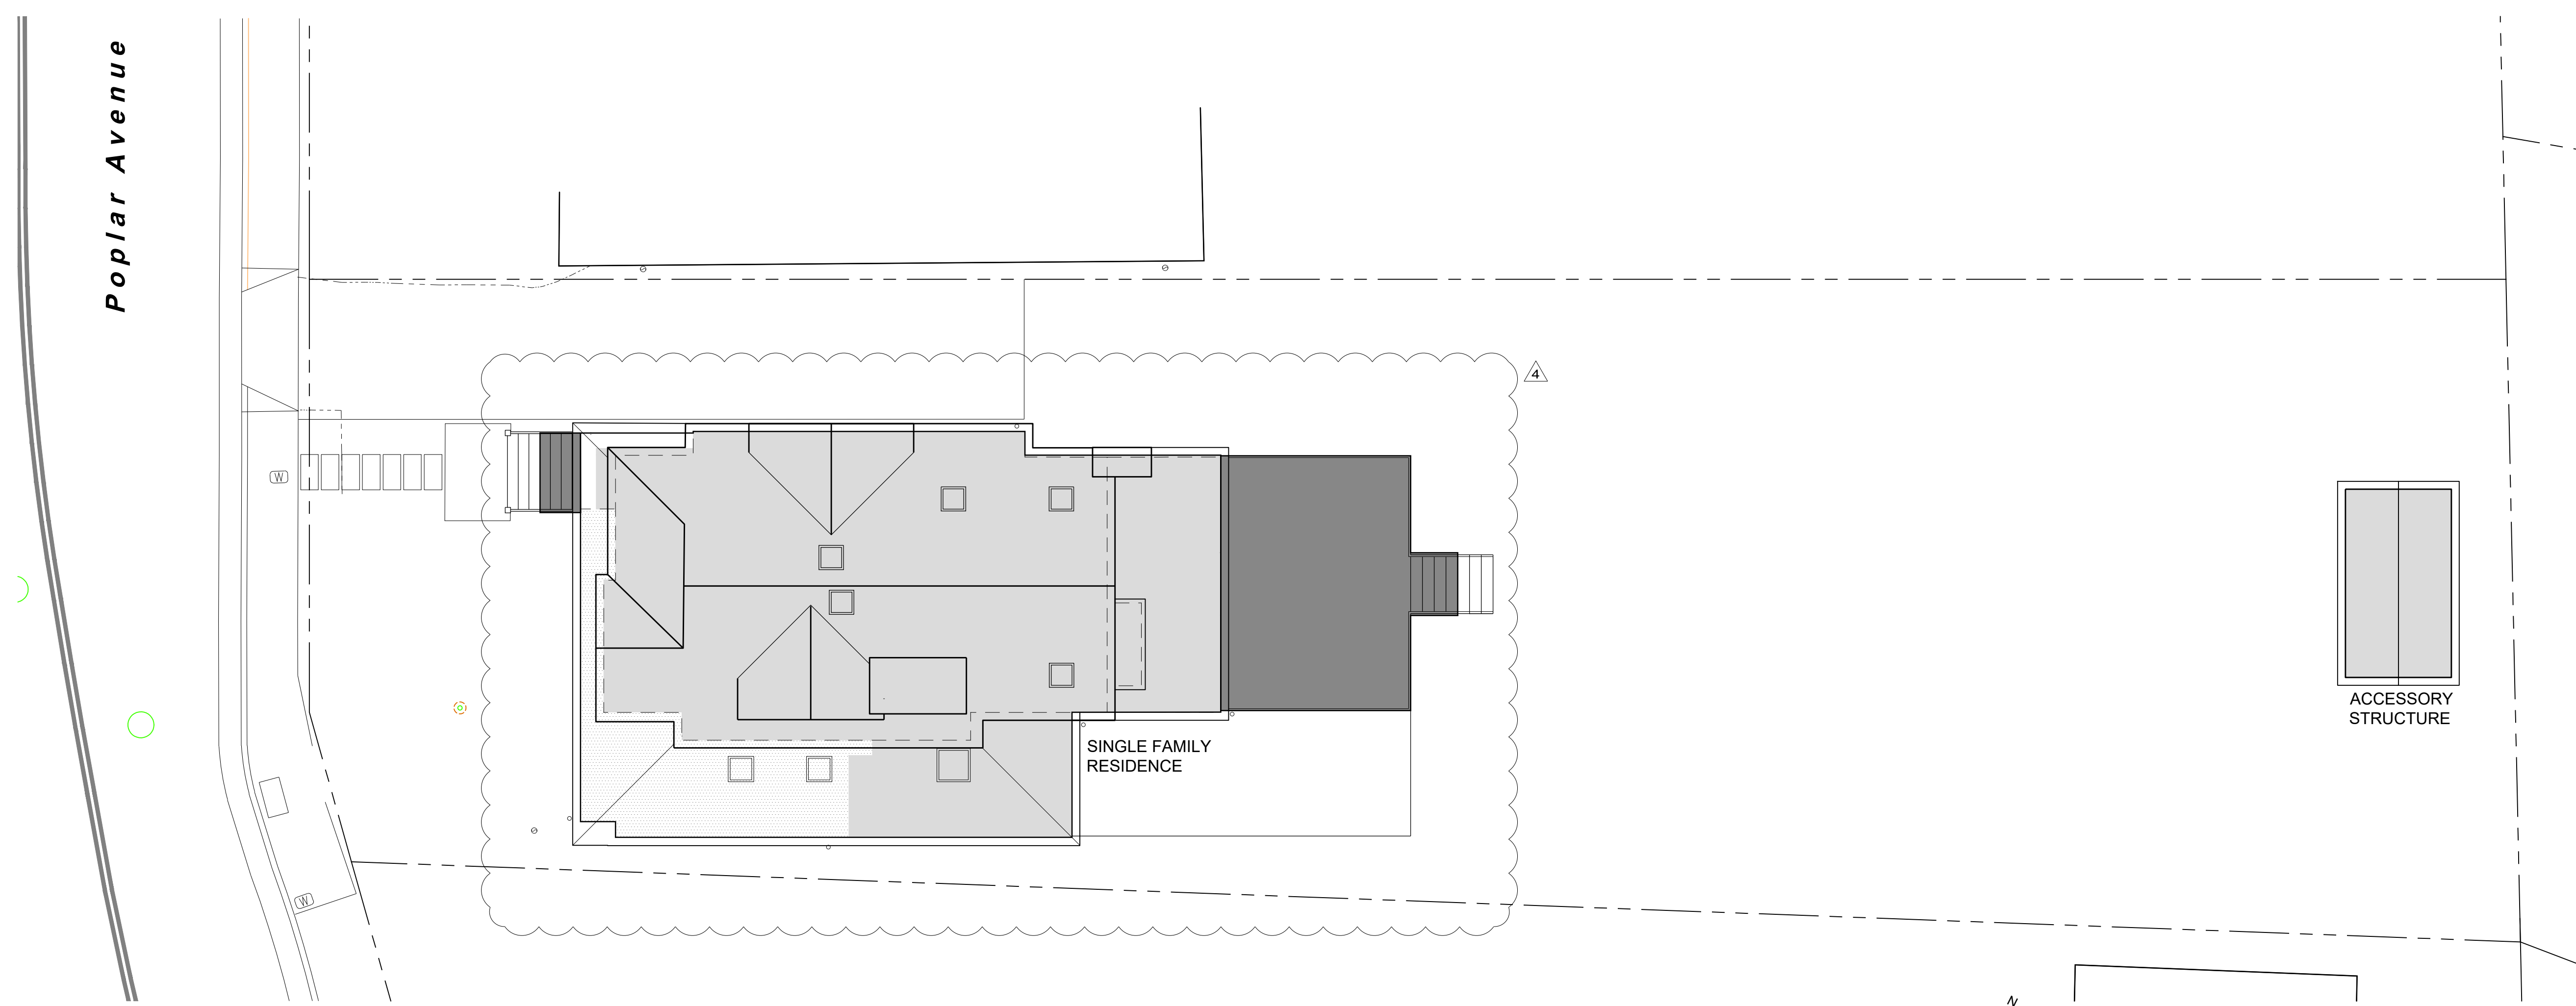 Poplar Avenue
4
W
SINGLE FAMILY
RESIDENCE
ACCESSORY
STRUCTURE
W
N